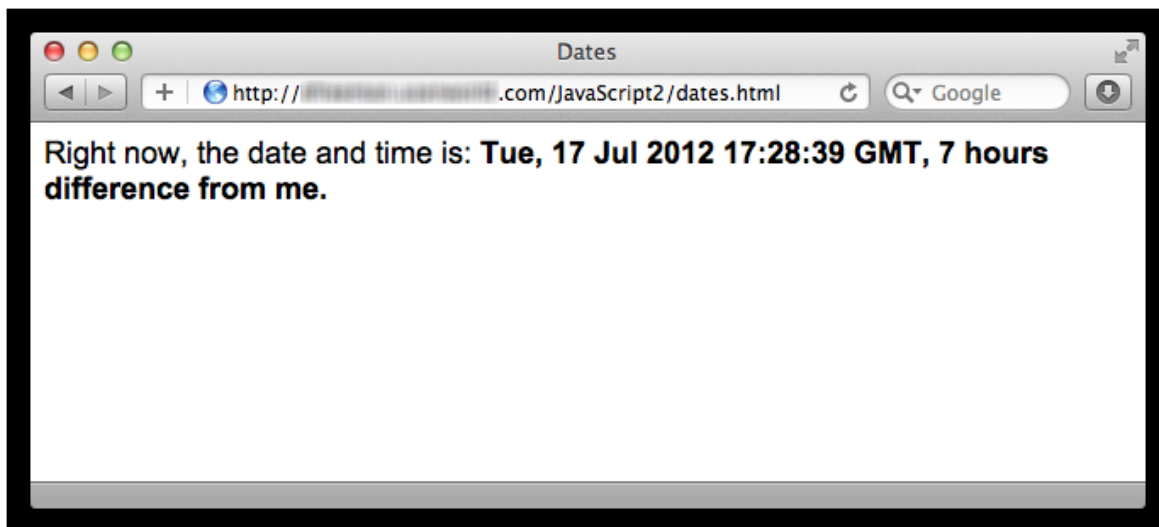 Dates
http:// .com/JavaScript2/dates.html
Google
Right now, the date and time is: Tue, 17 Jul 2012 17:28:39 GMT, 7 hours
difference from me.